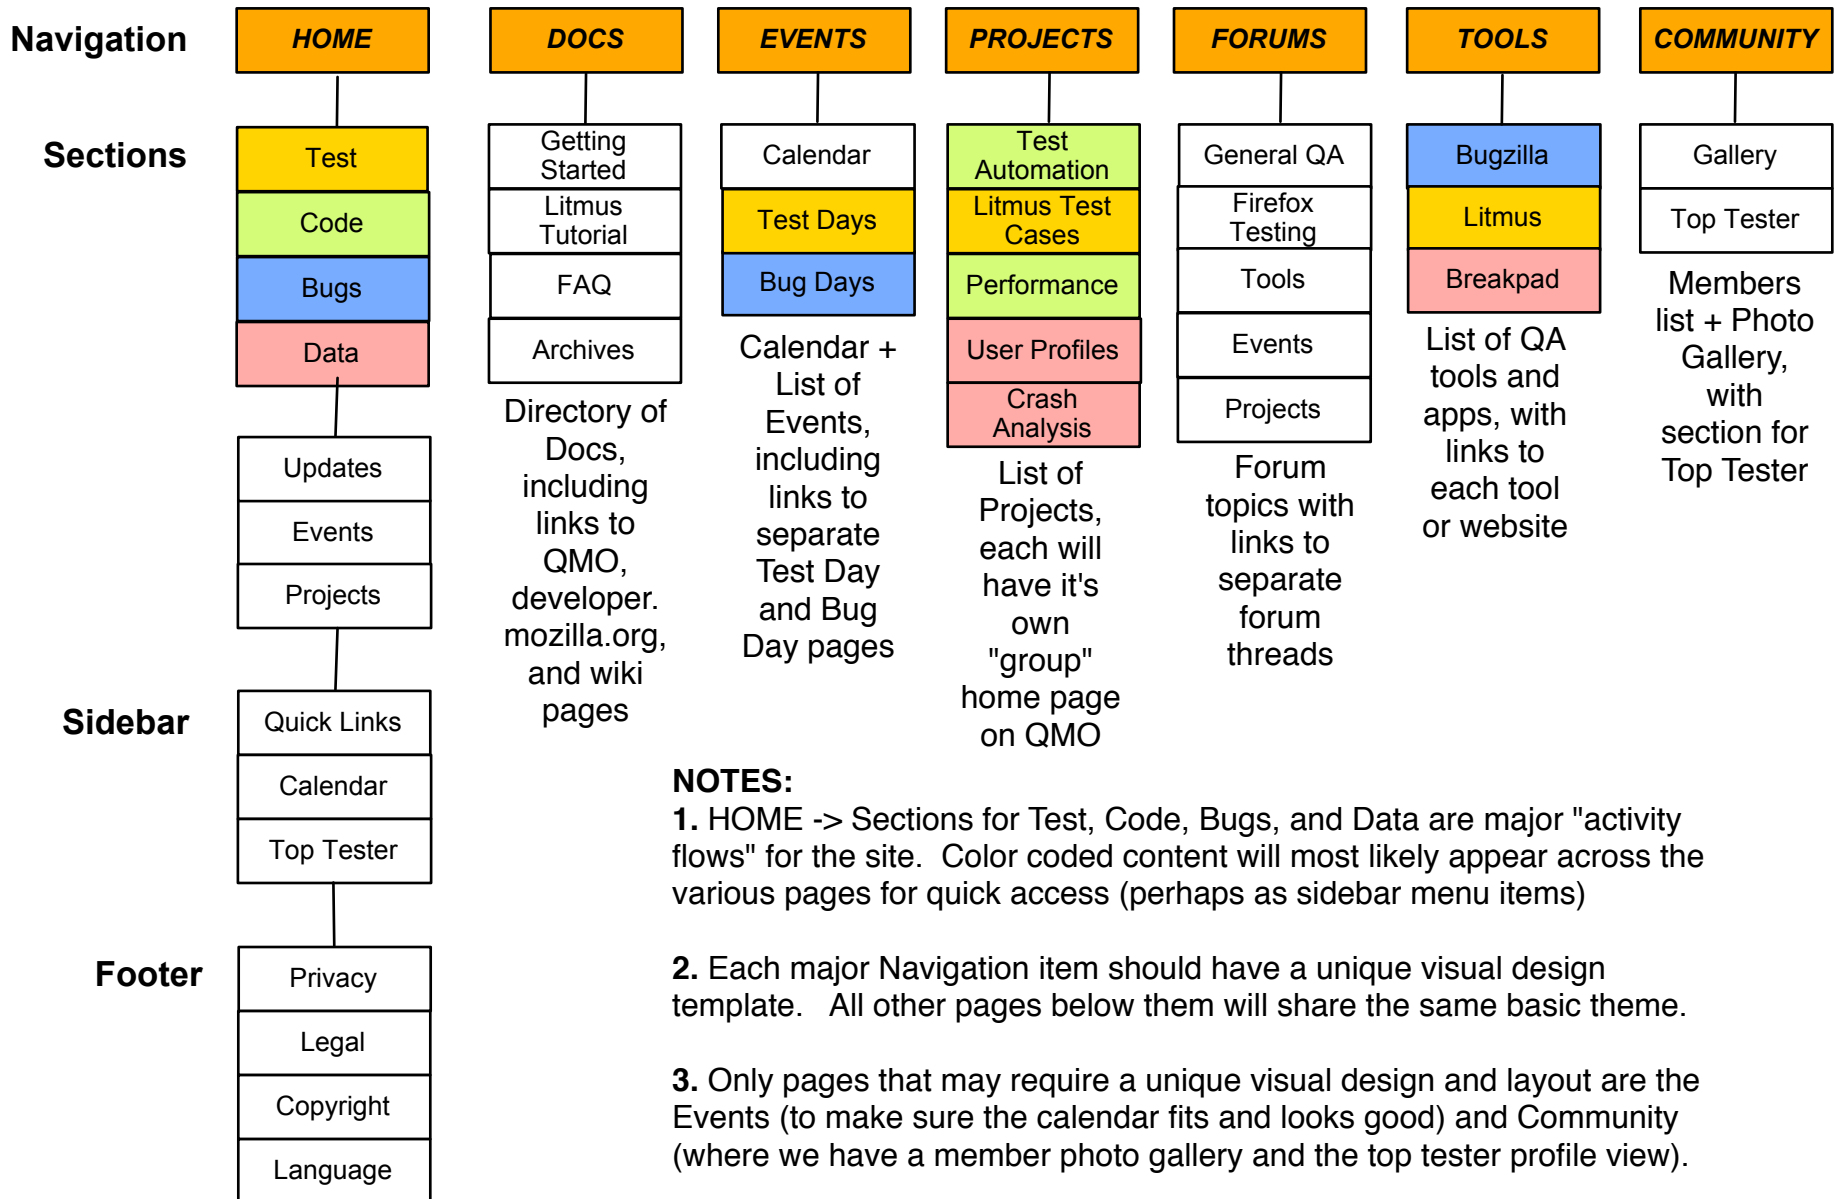 Navigation
HOME
DOCS
EVENTS
PROJECTS
FORUMS
TOOLS
COMMUNITY
Sections
Test
Code
Bugs
Data
Updates
Events
Projects
Sidebar
Quick Links
Calendar
Top Tester
Footer
Privacy
Legal
Copyright
Language
Getting
Started
Litmus
Tutorial
FAQ
Archives
Directory of
Docs,
including
links to
QMO,
developer.
mozilla.org,
and wiki
pages
Calendar
Test Days
Bug Days
Calendar +
List of
Events,
including
links to
separate
Test Day
and Bug
Day pages
Test
Automation
Litmus Test
Cases
Performance
User Profiles
Crash
Analysis
List of
Projects,
each will
have it's
own
"group"
home page
on QMO
General QA
Firefox
Testing
Tools
Events
Projects
Forum
topics with
links to
separate
forum
threads
Bugzilla
Litmus
Breakpad
List of QA
tools and
apps, with
links to
each tool
or website
Gallery
Top Tester
Members
list + Photo
Gallery,
with
section for
Top Tester
NOTES:
1. HOME -> Sections for Test, Code, Bugs, and Data are major "activity
flows" for the site.  Color coded content will most likely appear across the
various pages for quick access (perhaps as sidebar menu items)
2. Each major Navigation item should have a unique visual design
template.   All other pages below them will share the same basic theme.
3. Only pages that may require a unique visual design and layout are the
Events (to make sure the calendar fits and looks good) and Community
(where we have a member photo gallery and the top tester profile view).